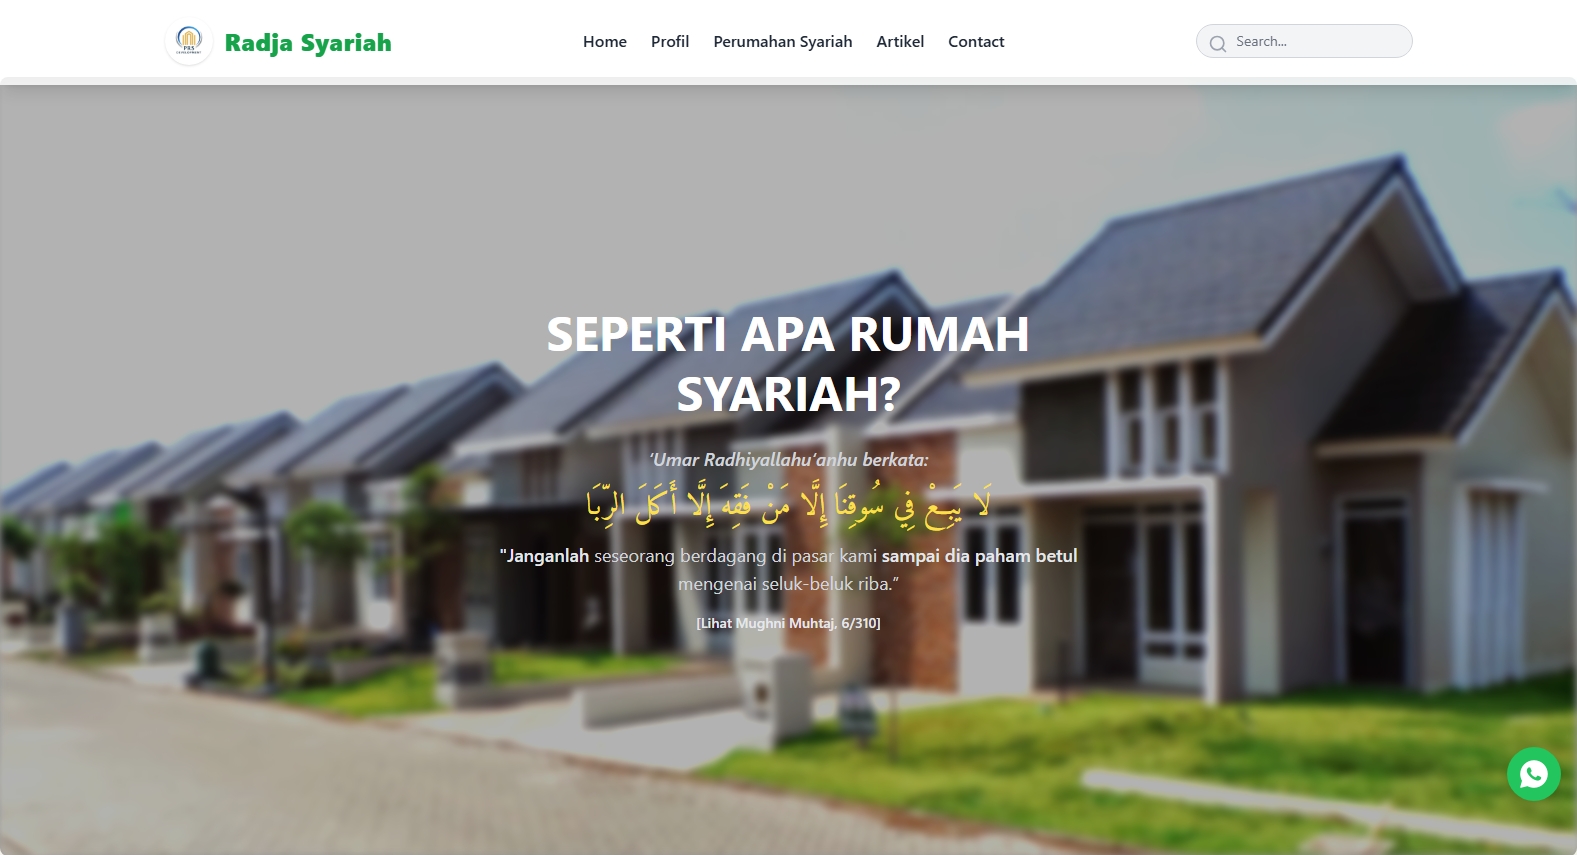 PRS
DEVELOPMENT
Radja Syariah
Home
Profil
Perumahan Syariah
Artikel
Contact
Search...
SEPERTI APA RUMAH
SYARIAH?
‘Umar Radhiyallahu’anhu berkata:
لَا يَبِعْ فِي سُوقِنَا إِلَّا مَنْ فَقِهَ إِلَّا أَكَلَ الرِّبَا
"Janganlah seseorang berdagang di pasar kami sampai dia paham betul
mengenai seluk-beluk riba.”
[Lihat Mughni Muhtaj, 6/310]